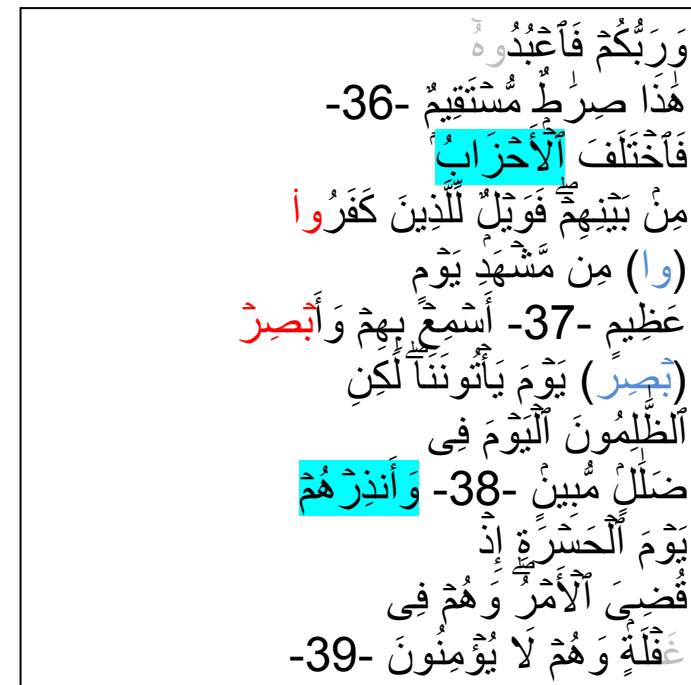 وَرَبُّكُمۡ فَٱعۡبُدُوهُۚ
هَٰذَا صِرَٰطٞ مُّسۡتَقِيمٞ -36-
فَٱخۡتَلَفَ ٱلۡأَحۡزَابُ
مِنۢ بَيۡنِهِمۡۖ فَوَيۡلٞ لِّلَّذِينَ كَفَرُواْ
(وا) مِن مَّشۡهَدِ يَوۡمٍ
عَظِيمٍ -37- أَسۡمِعۡ بِهِمۡ وَأَبۡصِرۡ
(بۡصِر) يَوۡمَ يَأۡتُونَنَاۖ لَٰكِنِ
ٱلظَّٰلِمُونَ ٱلۡيَوۡمَ فِى
ضَلَٰلٖ مُّبِينٖ -38- وَأَنذِرۡهُمۡ
يَوۡمَ ٱلۡحَسۡرَةِ إِذۡ
قُضِىَ ٱلۡأَمۡرُۖ وَهُمۡ فِى
غَفۡلَةٖ وَهُمۡ لَا يُؤۡمِنُونَ -39-